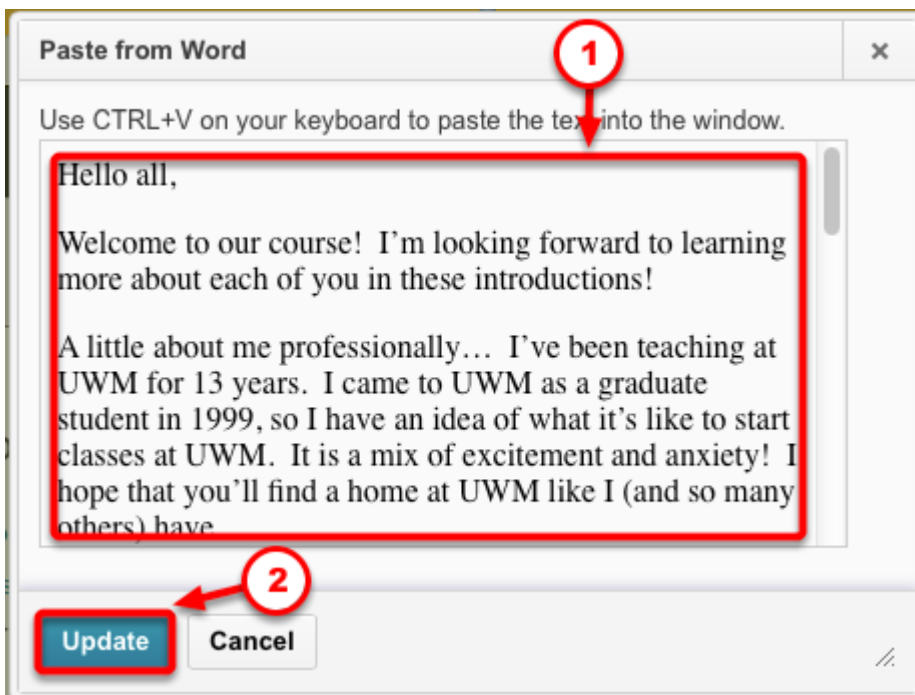 Paste from Word
1
×
Use CTRL+V on your keyboard to paste the text into the window.
Hello all,
Welcome to our course!  I’m looking forward to learning
more about each of you in these introductions!
A little about me professionally…  I’ve been teaching at
UWM for 13 years.  I came to UWM as a graduate
student in 1999, so I have an idea of what it’s like to start
classes at UWM.  It is a mix of excitement and anxiety!  I
hope that you’ll find a home at UWM like I (and so many
others) have
2
Update
Cancel